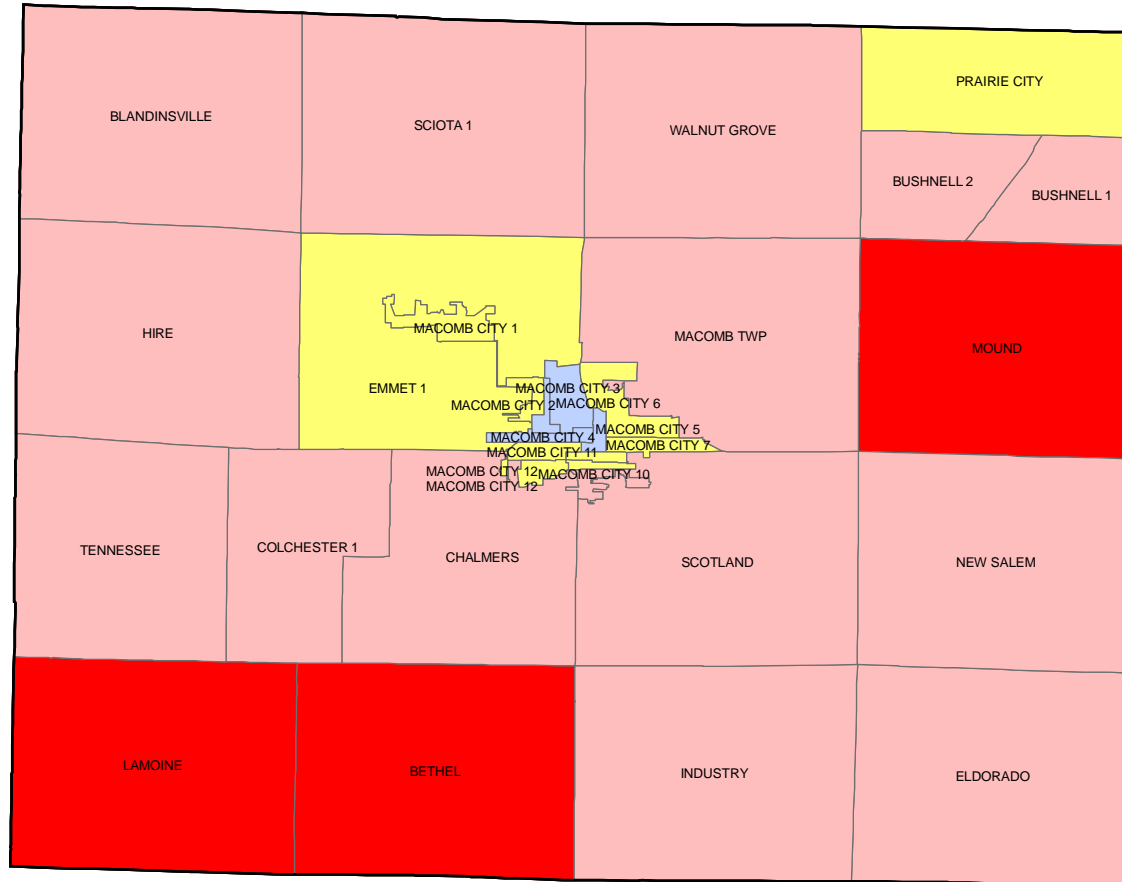 PRAIRIE CITY
BLANDINSVILLE
SCIOTA 1
WALNUT GROVE
BUSHNELL 2
BUSHNELL 1
HIRE
MACOMB CITY 1
MACOMB TWP
MOUND
EMMET 1
MACOMB CITY 3
MACOMB CITY 2
MACOMB CITY 6
MACOMB CITY 5
MACOMB CITY 4
MACOMB CITY 7
MACOMB CITY 11
MACOMB CITY 12
MACOMB CITY 10
MACOMB CITY 12
TENNESSEE
COLCHESTER 1
CHALMERS
SCOTLAND
NEW SALEM
LAMOINE
BETHEL
INDUSTRY
ELDORADO